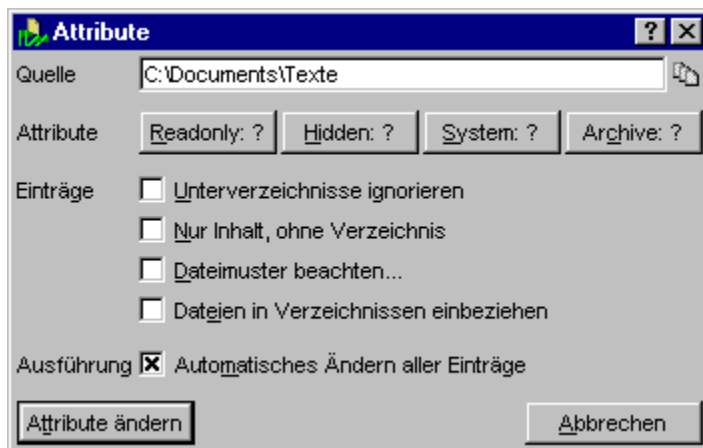 Attribute ? X
Quelle C:\Documents\Texte
Attribute Readonly: ? Hidden: ? System: ? Archive: ?
Einträge Unterverzeichnisse ignorieren
Nur Inhalt, ohne Verzeichnis
Dateimuster beachten...
Dateien in Verzeichnissen einbeziehen
Ausführung Automatisches Ändern aller Einträge
Attribute ändern Abbrechen